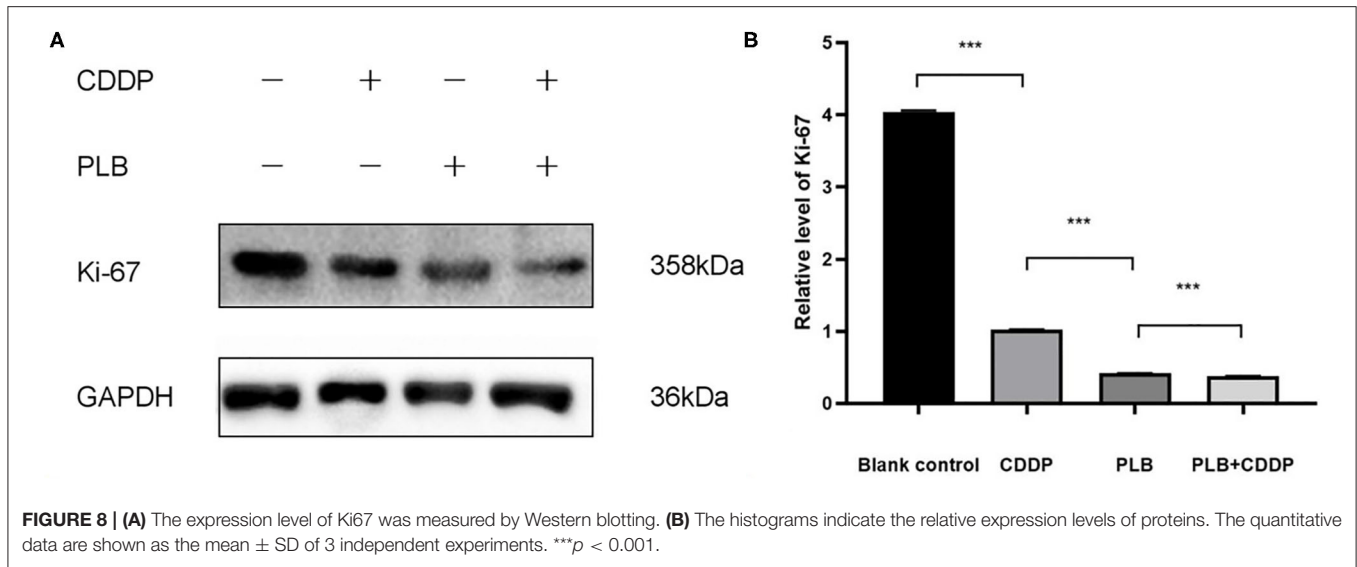 A
CDDP − + − +
PLB − − + +
Ki-67 358kDa
GAPDH 36kDa
B
Relative level of Ki-67
5
4
3
2
1
0
***
***
***
Blank control CDDP PLB PLB+CDDP
FIGURE 8 | (A) The expression level of Ki67 was measured by Western blotting. (B) The histograms indicate the relative expression levels of proteins. The quantitative
data are shown as the mean ± SD of 3 independent experiments. ***p < 0.001.